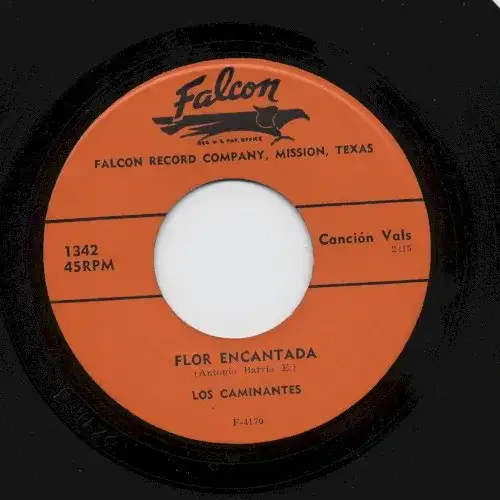 Falcon
REG. U.S. PAT. OFFICE
FALCON RECORD COMPANY, MISSION, TEXAS
1342
45RPM
Canción Vals
2:15
FLOR ENCANTADA
(Antonio Barrio E.)
LOS CAMINANTES
F-4170